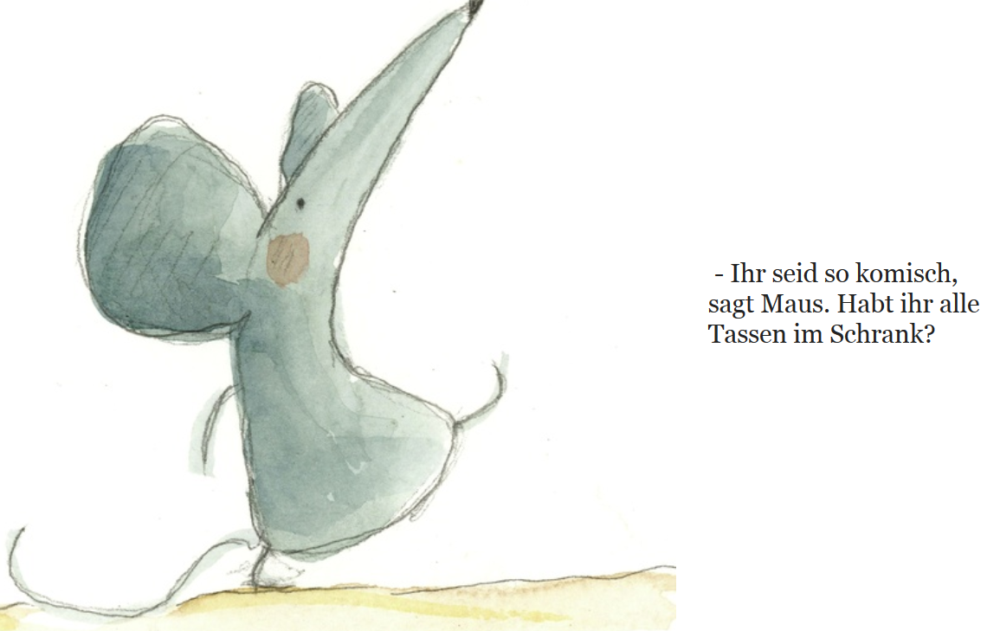 - Ihr seid so komisch,
sagt Maus. Habt ihr alle
Tassen im Schrank?